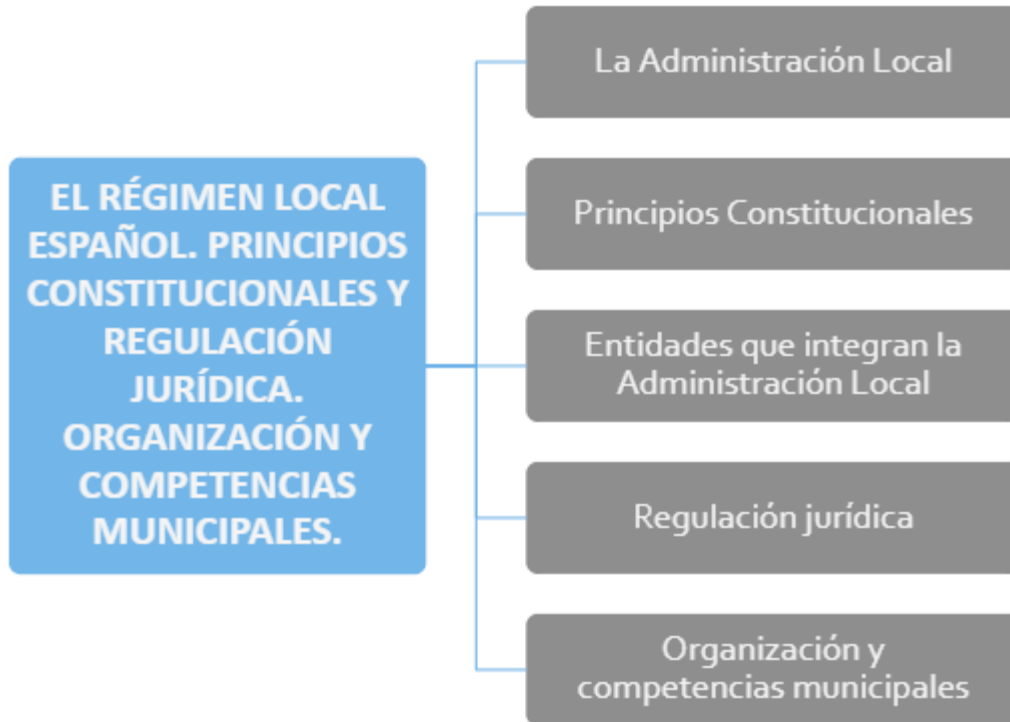 EL RÉGIMEN LOCAL
ESPAÑOL. PRINCIPIOS
CONSTITUCIONALES Y
REGULACIÓN
JURÍDICA.
ORGANIZACIÓN Y
COMPETENCIAS
MUNICIPALES.
La Administración Local
Principios Constitucionales
Entidades que integran la
Administración Local
Regulación jurídica
Organización y
competencias municipales